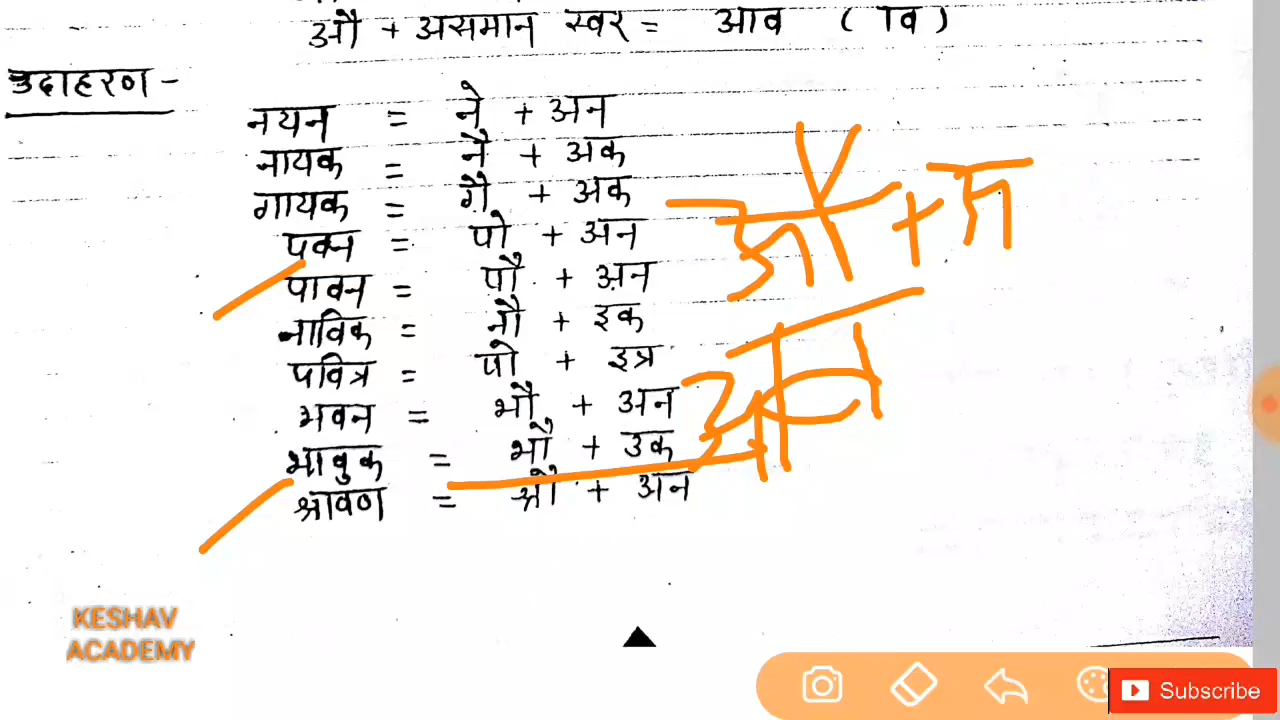 औ + असमान स्वर = आव ( ाव )
उदाहरण -
नयन = ने + अन
नायक = नै + अक
गायक = गै + अक
पवन = पो + अन
पावन = पौ + अन
नाविक = नौ + इक
पवित्र = पो + इत्र
भवन = भौ + अन
भावुक = भौ + उक
श्रावण = श्रौ + अन
औ + अ
आव
KESHAV
ACADEMY
Subscribe